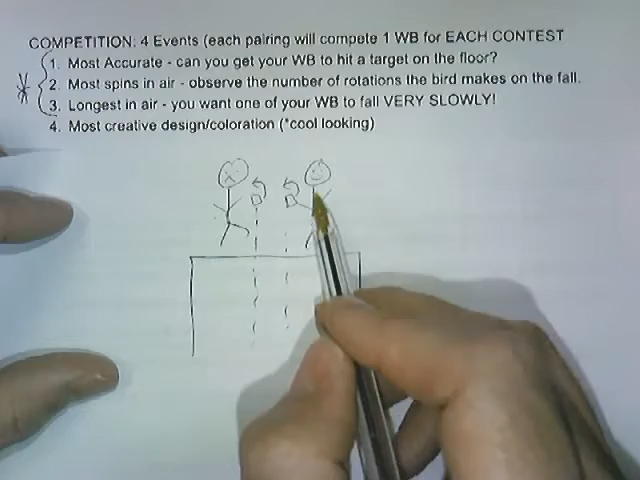 COMPETITION: 4 Events (each pairing will compete 1 WB for EACH CONTEST
1. Most Accurate - can you get your WB to hit a target on the floor?
2. Most spins in air - observe the number of rotations the bird makes on the fall.
3. Longest in air - you want one of your WB to fall VERY SLOWLY!
4. Most creative design/coloration (*cool looking)